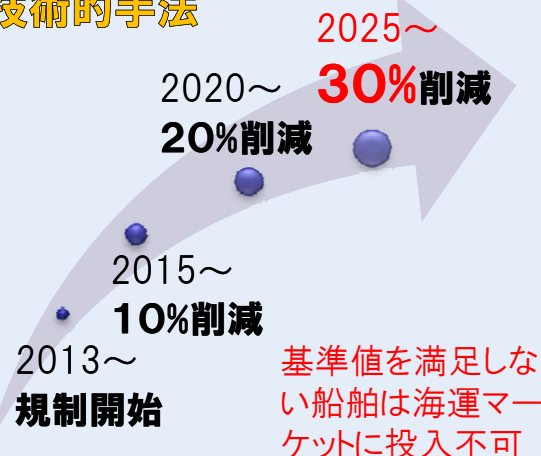 技術的手法
2025～
30%削減
2020～
20%削減
2015～
10%削減
2013～
規制開始
基準値を満足しな
い船舶は海運マー
ケットに投入不可